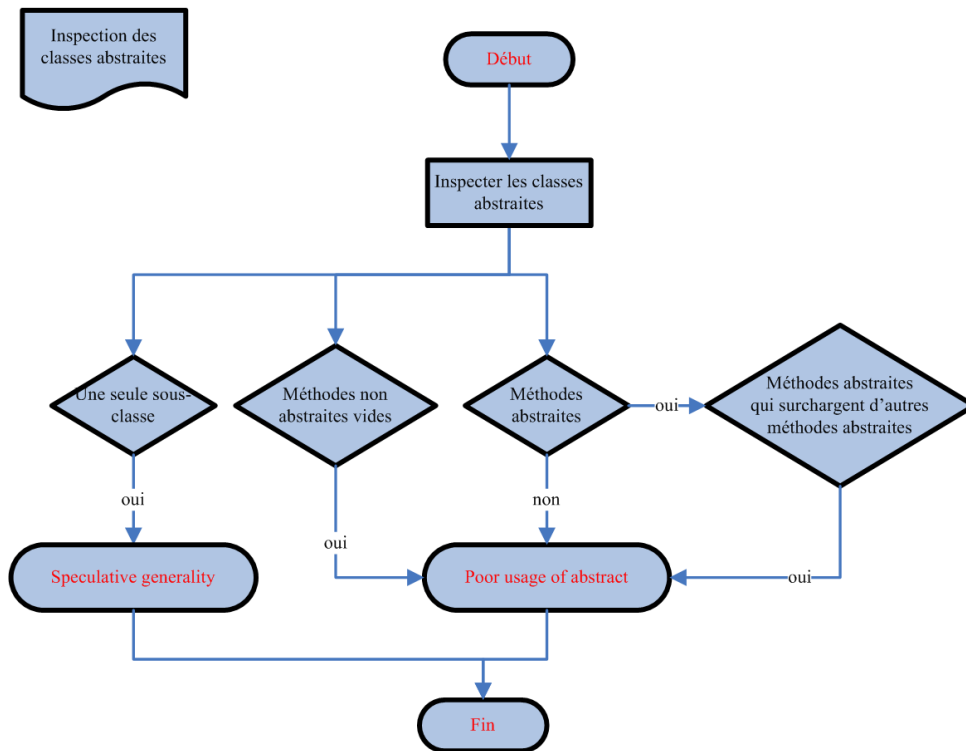 Inspection des
classes abstraites
Début
Inspecter les classes
abstraites
Une seule sous-
classe
Méthodes non
abstraites vides
Méthodes
abstraites
oui
Méthodes abstraites
qui surchargent d'autres
méthodes abstraites
oui
oui
non
oui
Speculative generality
Poor usage of abstract
Fin